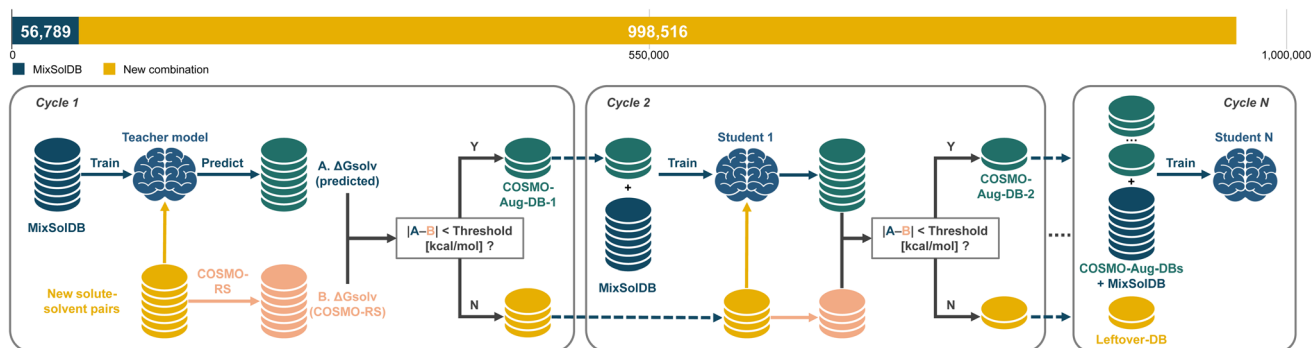 56,789
998,516
0
550,000
1,000,000
MixSolDB
New combination
Cycle 1
Teacher model
Train
Predict
MixSolDB
A. ΔGsolv
(predicted)
Y
COSMO-
Aug-DB-1
|A–B| < Threshold
[kcal/mol] ?
New solute-
solvent pairs
COSMO-
RS
B. ΔGsolv
(COSMO-RS)
N
Cycle 2
+
MixSolDB
Train
Student 1
Y
COSMO-
Aug-DB-2
|A–B| < Threshold
[kcal/mol] ?
N
Cycle N
...
+
Train
Student N
COSMO-Aug-DBs
+ MixSolDB
Leftover-DB